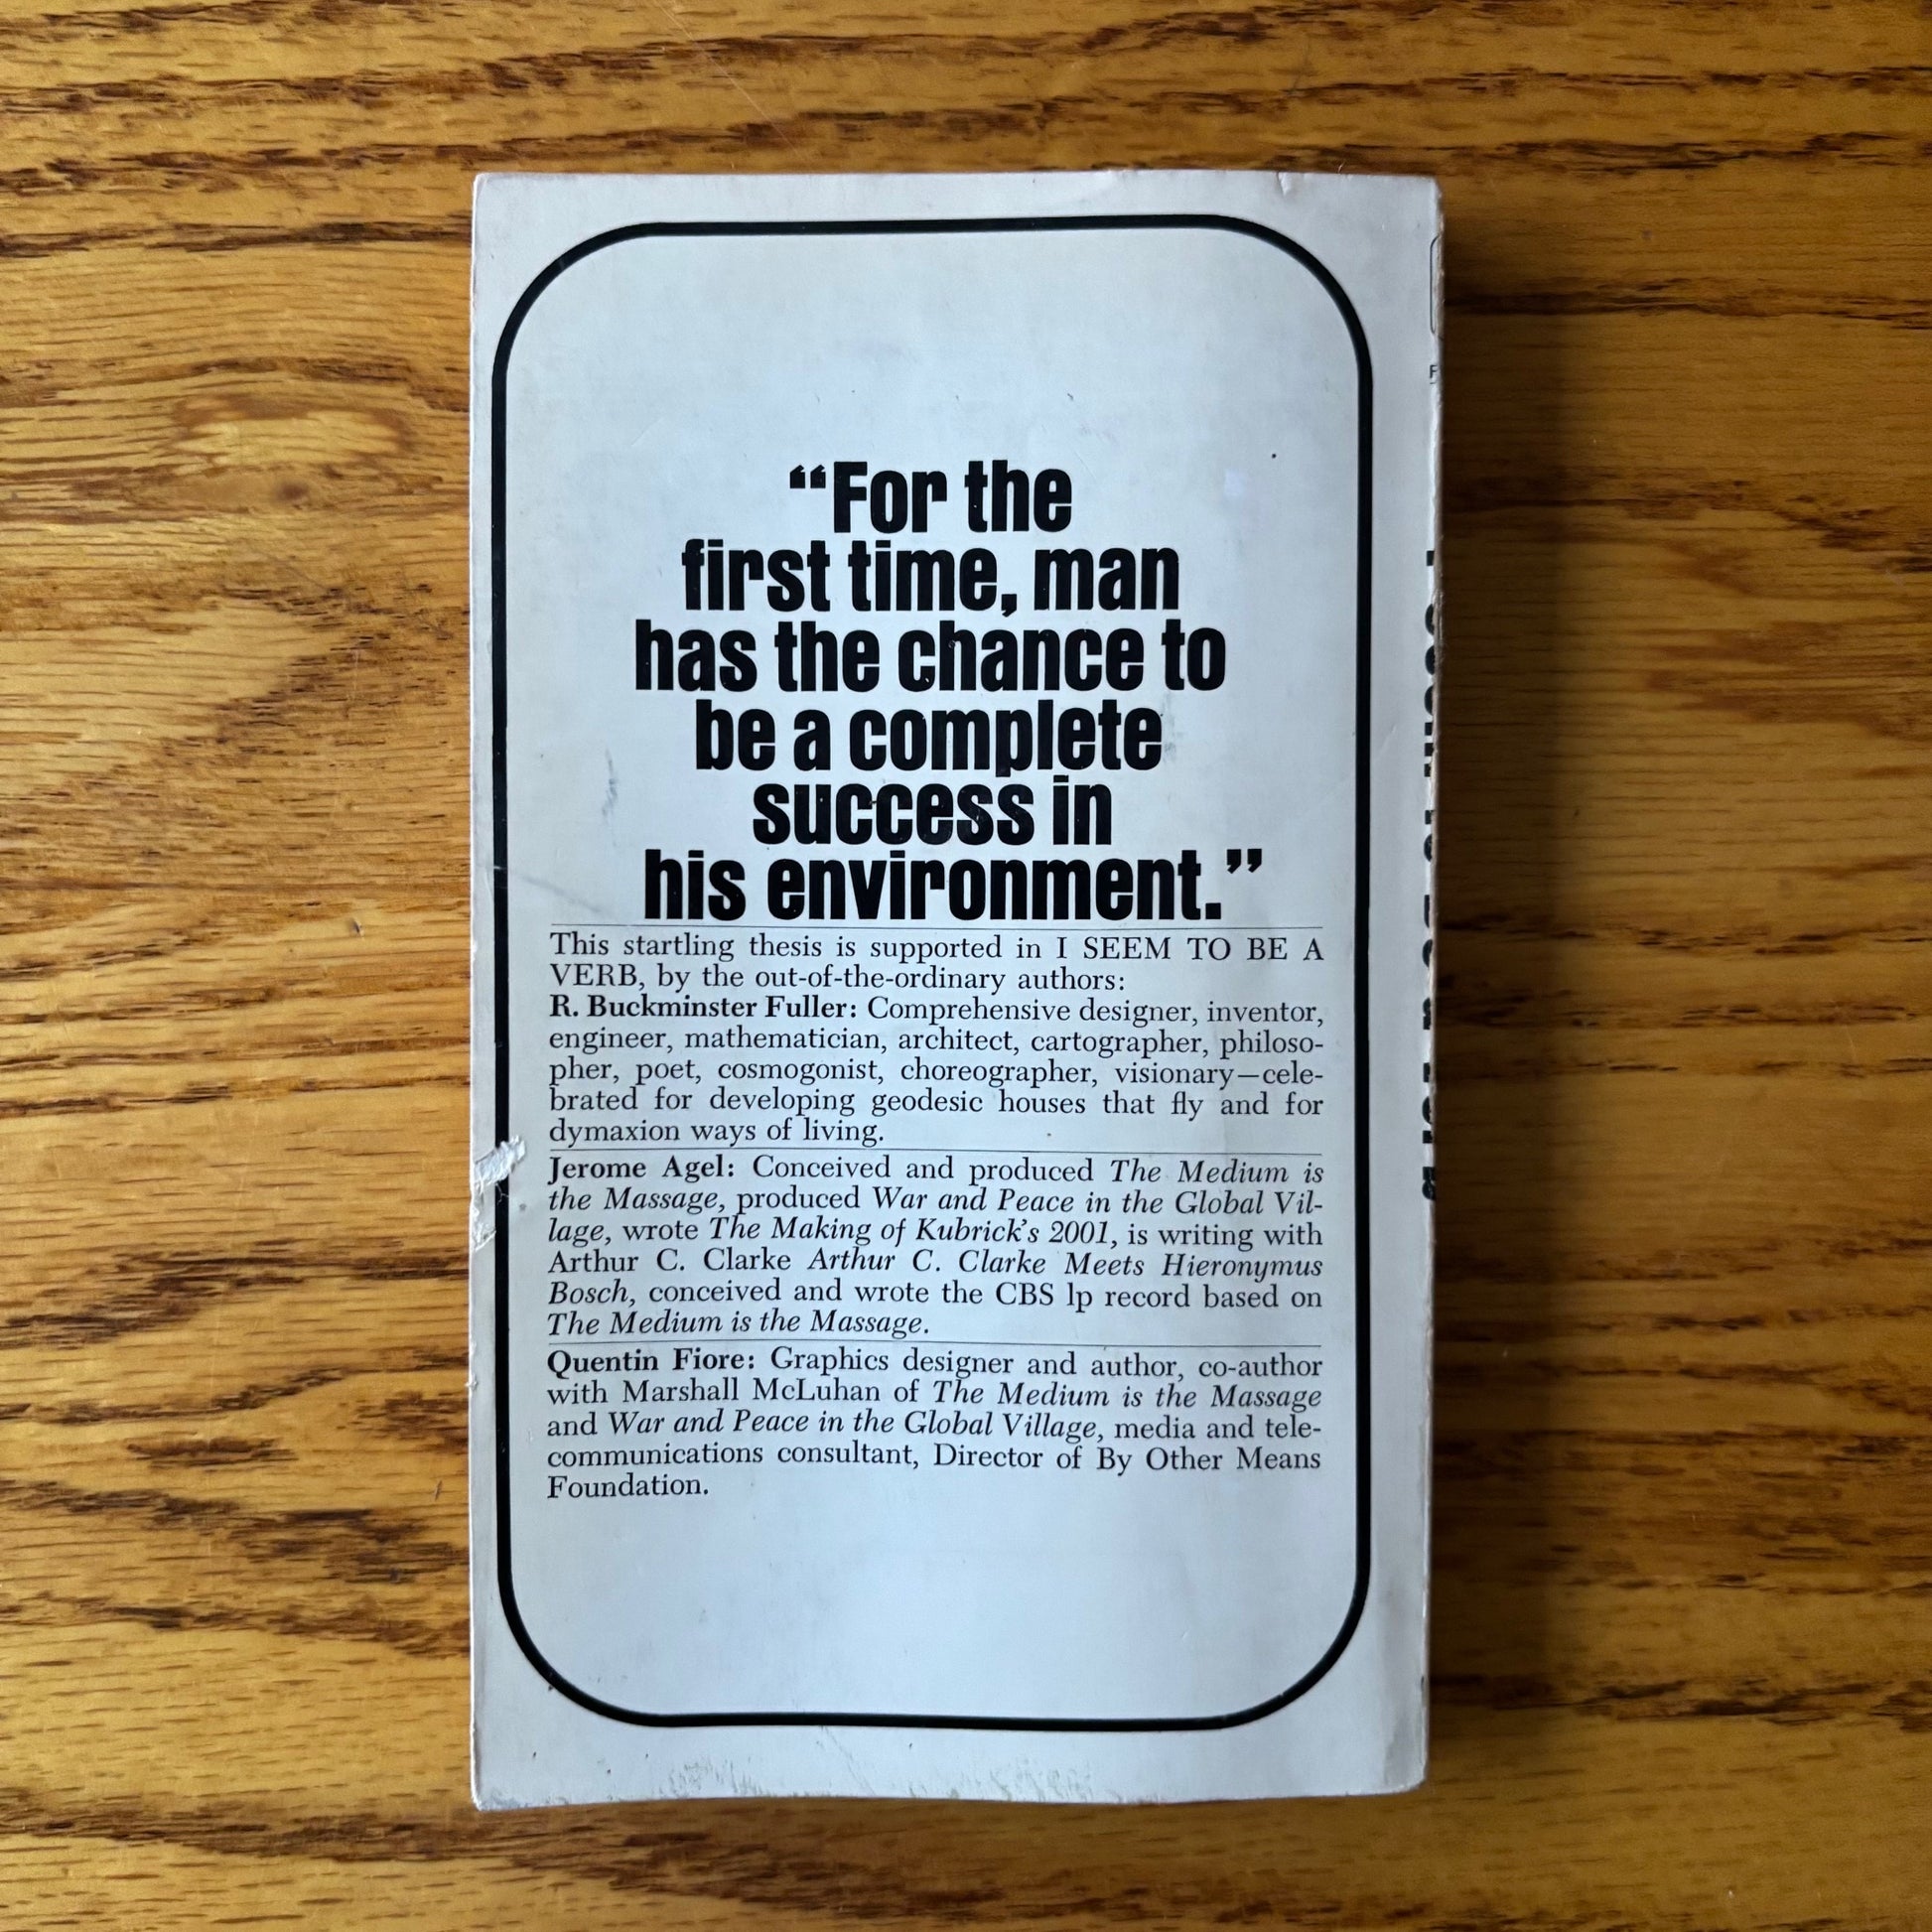 “For the
first time, man
has the chance to
be a complete
success in
his environment.”
This startling thesis is supported in I SEEM TO BE A
VERB, by the out-of-the-ordinary authors:
R. Buckminster Fuller: Comprehensive designer, inventor,
engineer, mathematician, architect, cartographer, philoso-
pher, poet, cosmogonist, choreographer, visionary—cele-
brated for developing geodesic houses that fly and for
dymaxion ways of living.
Jerome Agel: Conceived and produced The Medium is
the Massage, produced War and Peace in the Global Vil-
lage, wrote The Making of Kubrick’s 2001, is writing with
Arthur C. Clarke Arthur C. Clarke Meets Hieronymus
Bosch, conceived and wrote the CBS lp record based on
The Medium is the Massage.
Quentin Fiore: Graphics designer and author, co-author
with Marshall McLuhan of The Medium is the Massage
and War and Peace in the Global Village, media and tele-
communications consultant, Director of By Other Means
Foundation.